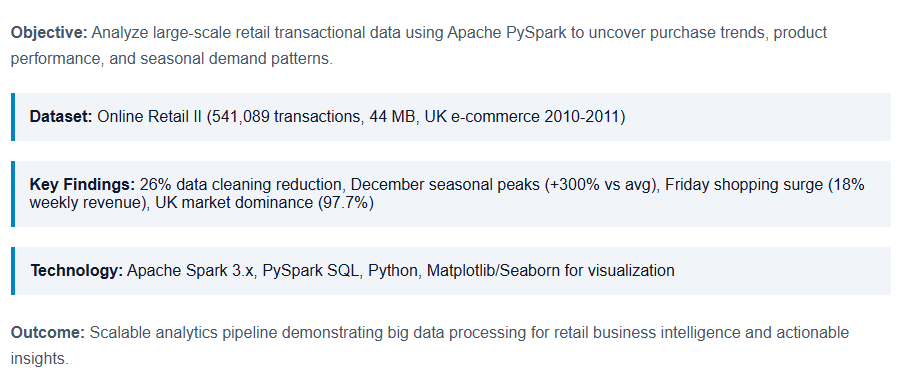 Objective: Analyze large-scale retail transactional data using Apache PySpark to uncover purchase trends, product
performance, and seasonal demand patterns.
Dataset: Online Retail II (541,089 transactions, 44 MB, UK e-commerce 2010-2011)
Key Findings: 26% data cleaning reduction, December seasonal peaks (+300% vs avg), Friday shopping surge (18%
weekly revenue), UK market dominance (97.7%)
Technology: Apache Spark 3.x, PySpark SQL, Python, Matplotlib/Seaborn for visualization
Outcome: Scalable analytics pipeline demonstrating big data processing for retail business intelligence and actionable
insights.